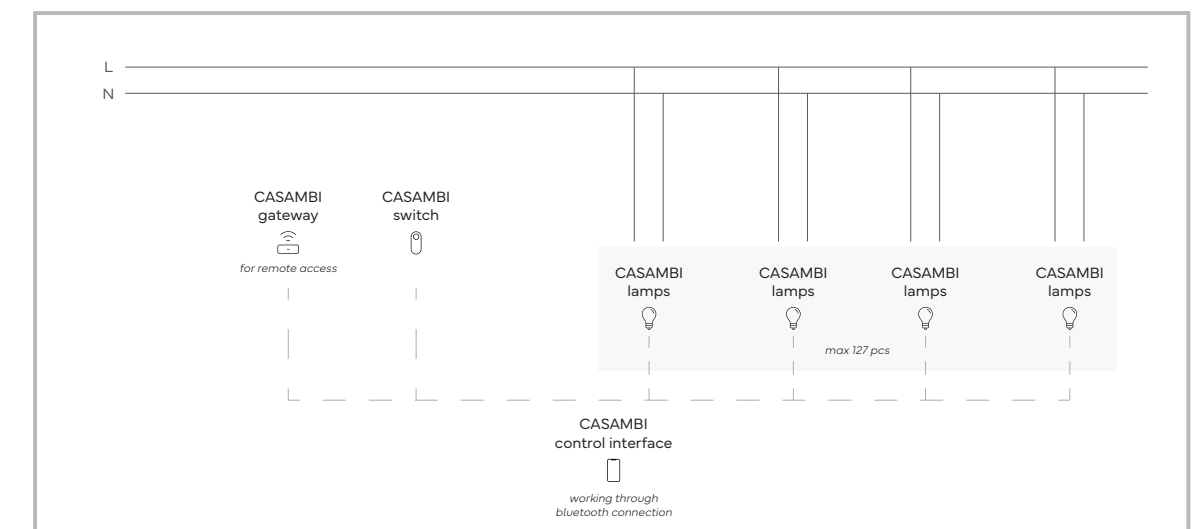 L
N
CASAMBI
gateway
for remote access
CASAMBI
switch
CASAMBI
lamps
CASAMBI
lamps
CASAMBI
lamps
CASAMBI
lamps
max 127 pcs
CASAMBI
control interface
working through
bluetooth connection